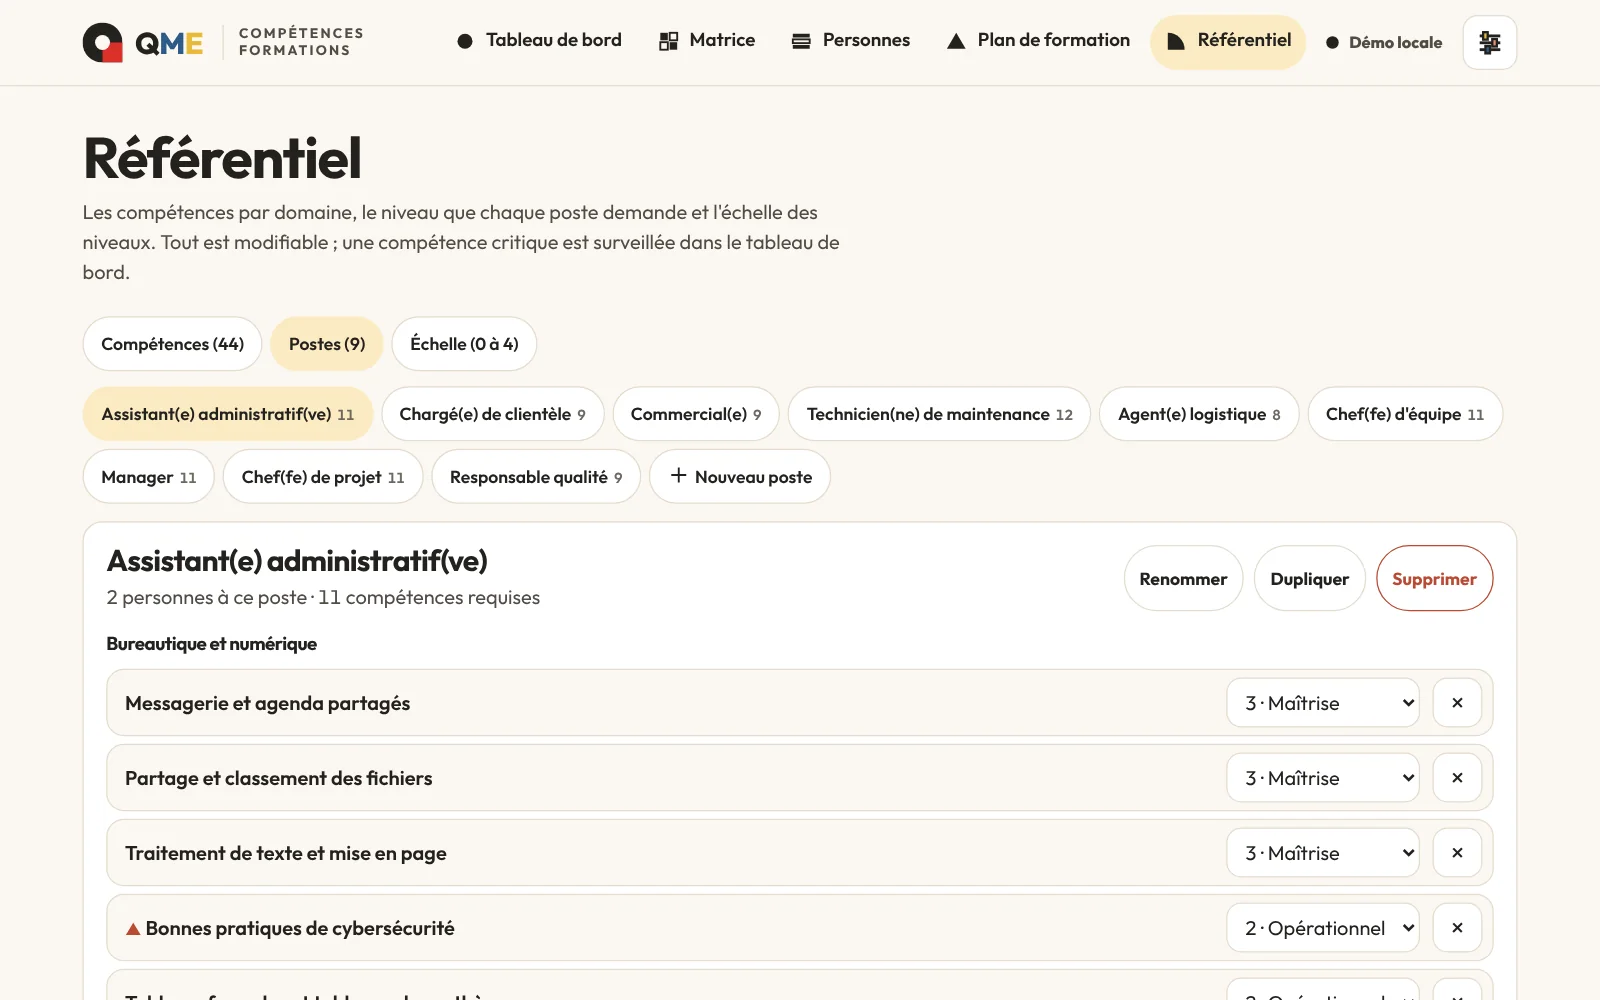 QME
COMPÉTENCES
FORMATIONS
Tableau de bord
Matrice
Personnes
Plan de formation
Référentiel
Démo locale
Référentiel
Les compétences par domaine, le niveau que chaque poste demande et l'échelle des
niveaux. Tout est modifiable ; une compétence critique est surveillée dans le tableau de
bord.
Compétences (44)
Postes (9)
Échelle (0 à 4)
Assistant(e) administratif(ve) 11
Chargé(e) de clientèle 9
Commercial(e) 9
Technicien(ne) de maintenance 12
Agent(e) logistique 8
Chef(fe) d'équipe 11
Manager 11
Chef(fe) de projet 11
Responsable qualité 9
+ Nouveau poste
Assistant(e) administratif(ve)
2 personnes à ce poste · 11 compétences requises
Renommer
Dupliquer
Supprimer
Bureautique et numérique
Messagerie et agenda partagés
3 · Maîtrise
×
Partage et classement des fichiers
3 · Maîtrise
×
Traitement de texte et mise en page
3 · Maîtrise
×
Bonnes pratiques de cybersécurité
2 · Opérationnel
×